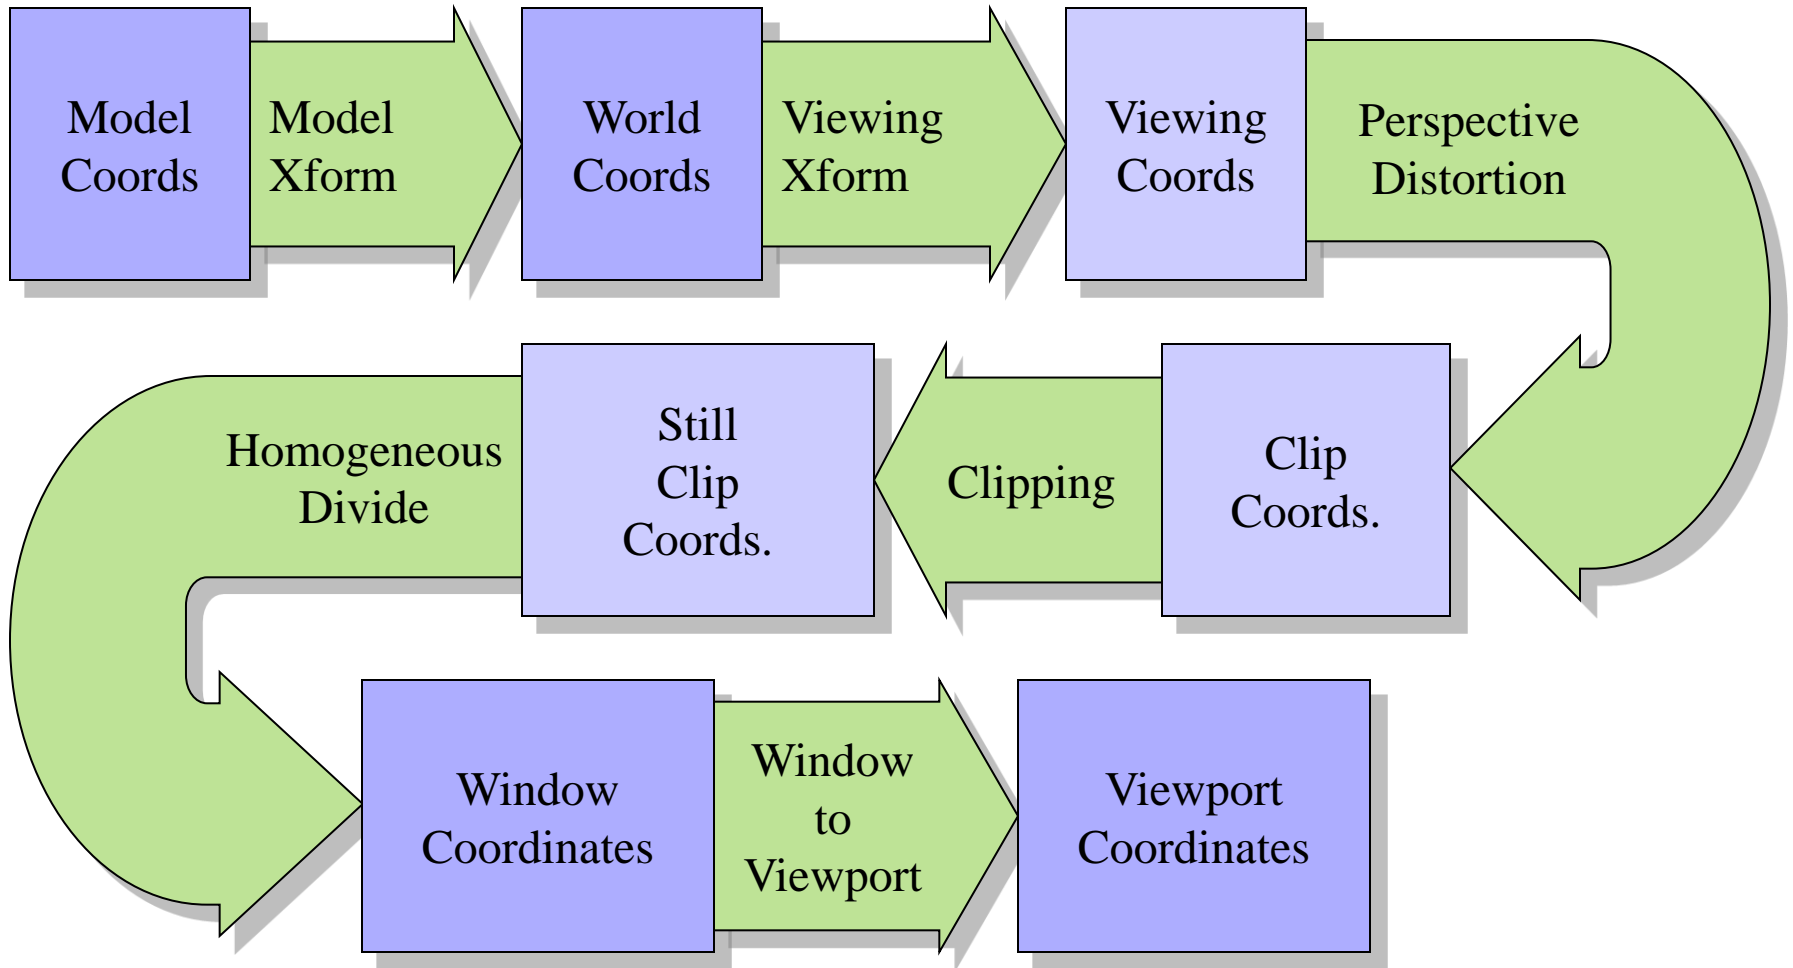 Model
Coords
Model
Xform
World
Coords
Viewing
Xform
Viewing
Coords
Perspective
Distortion
Clip
Coords.
Clipping
Still
Clip
Coords.
Homogeneous
Divide
Window
Coordinates
Window
to
Viewport
Viewport
Coordinates